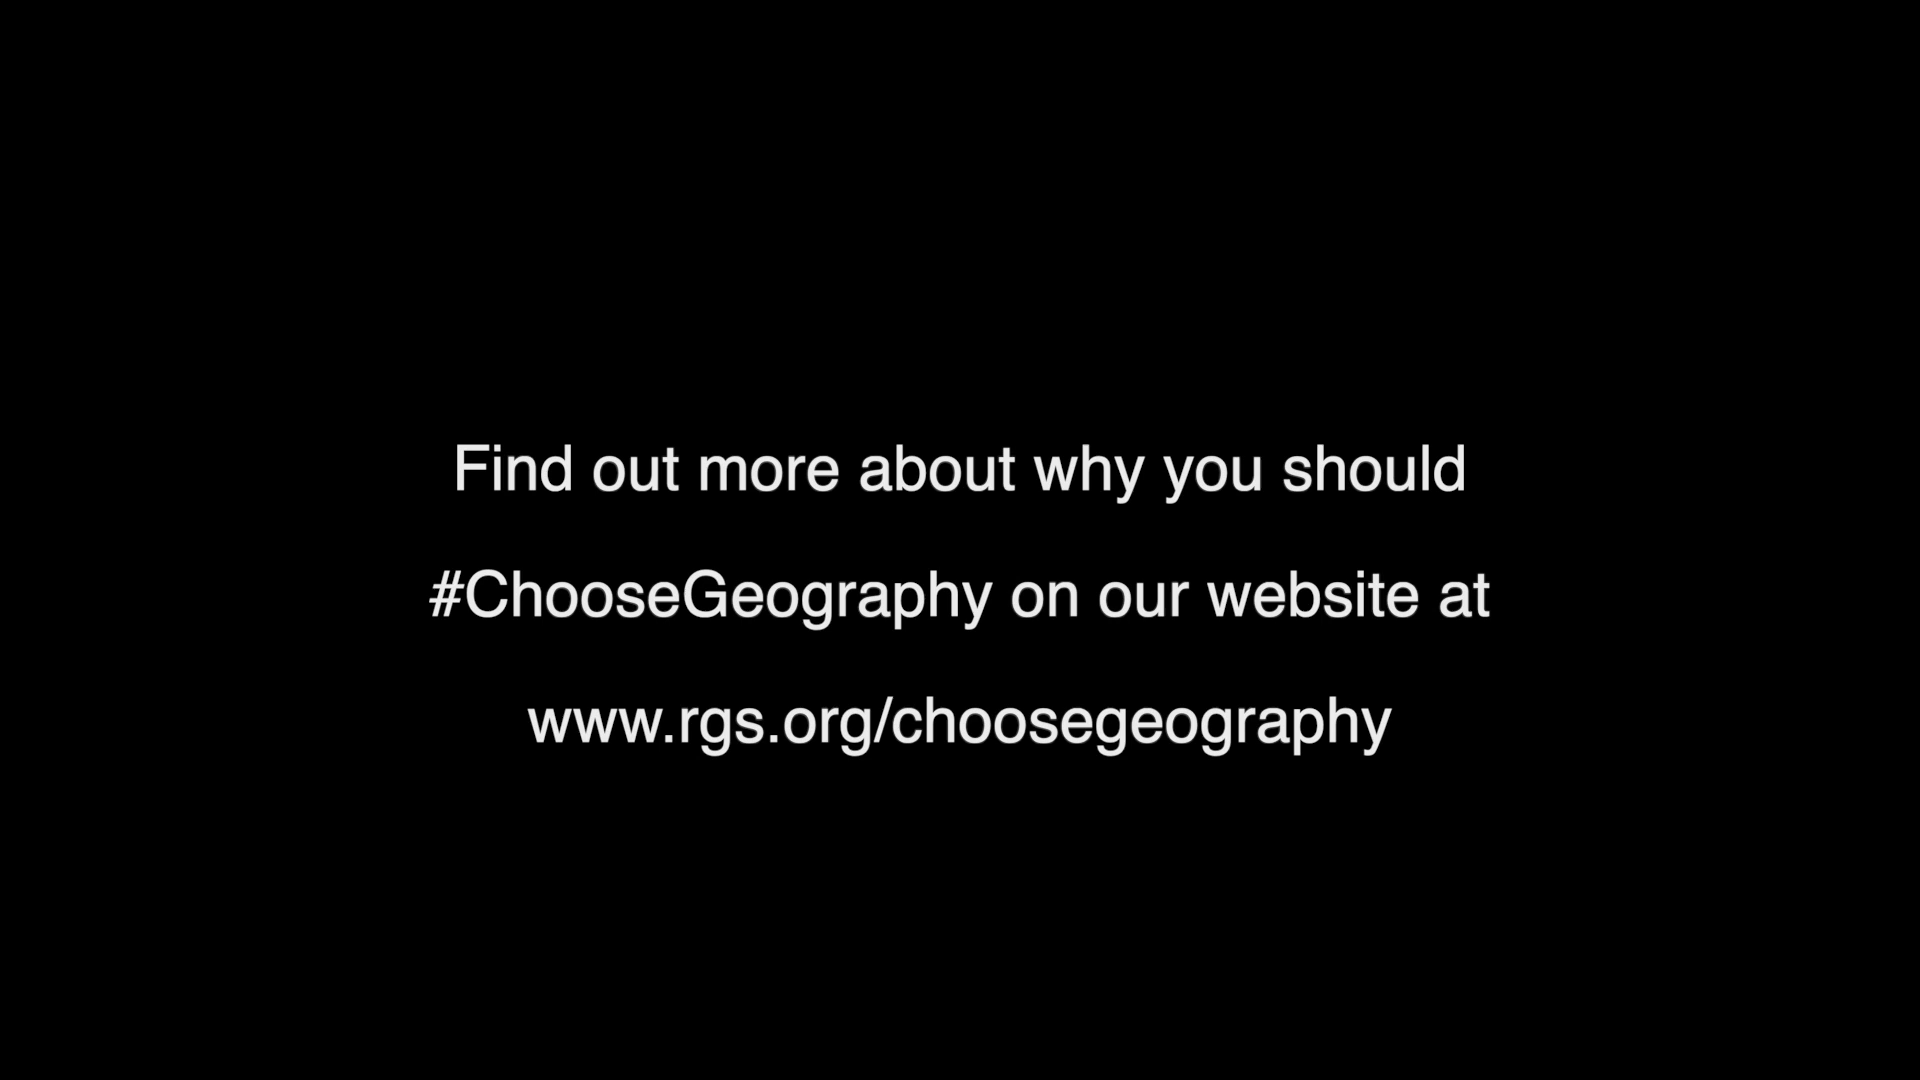 Find out more about why you should
#ChooseGeography on our website at
www.rgs.org/choosegeography